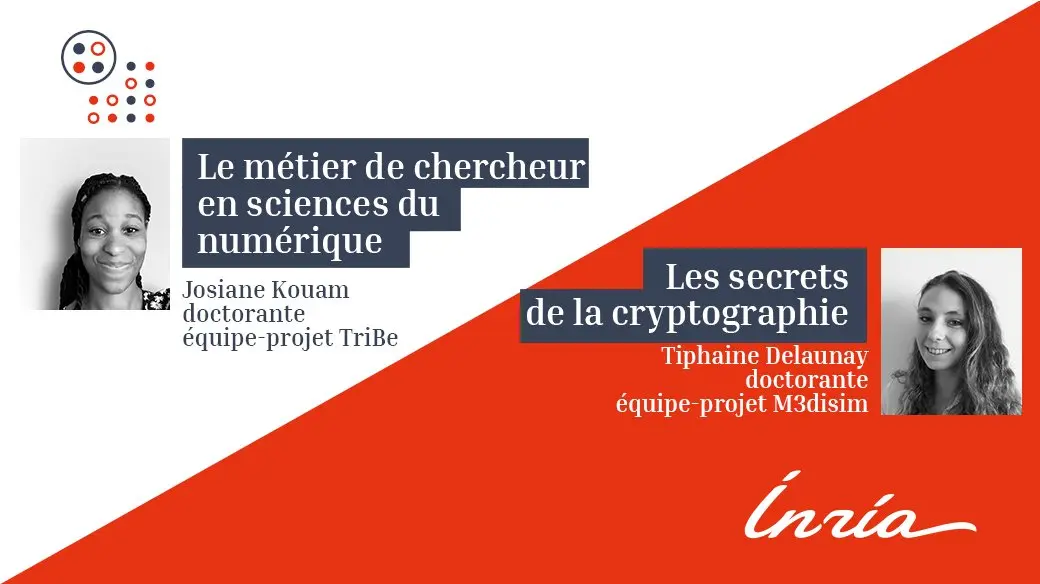 Le métier de chercheur
en sciences du
numérique
Josiane Kouam
doctorante
équipe-projet TriBe
Les secrets
de la cryptographie
Tiphaine Delaunay
doctorante
équipe-projet M3disim
Inria